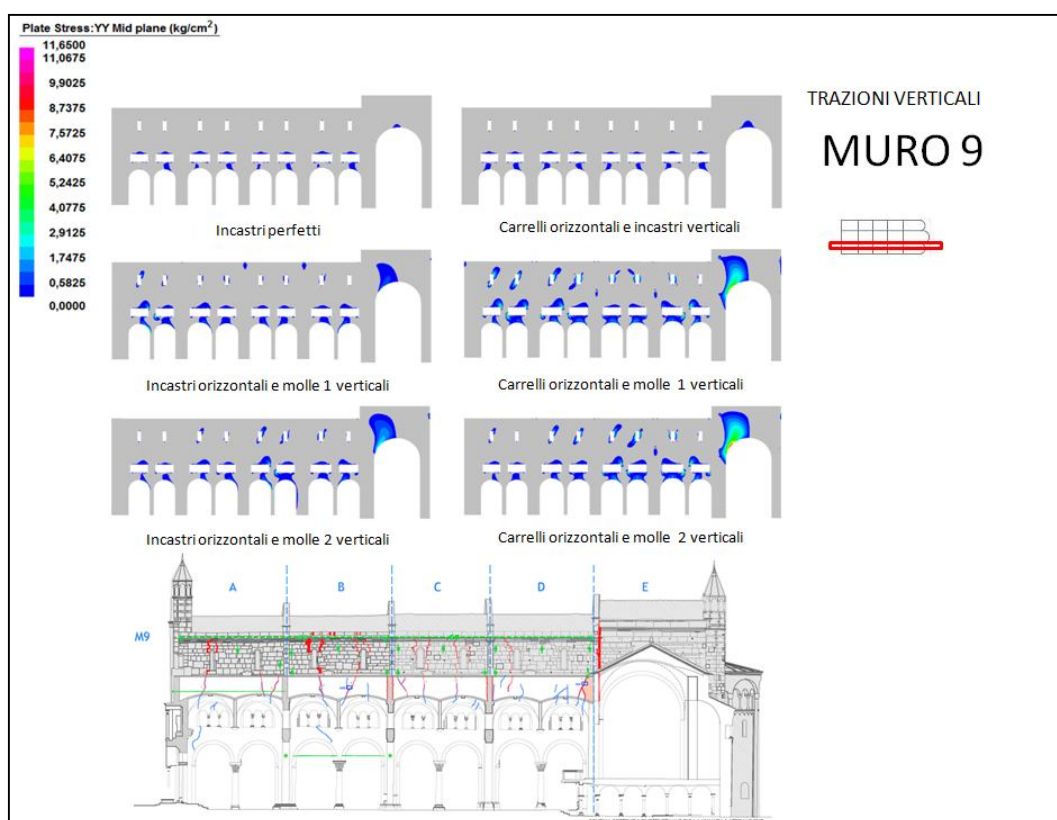 Plate Stress:YY Mid plane (kg/cm²)
11,6500
11,0675
9,9025
8,7375
7,5725
6,4075
5,2425
4,0775
2,9125
1,7475
0,5825
0,0000
TRAZIONI VERTICALI
MURO 9
Incastri perfetti
Carrelli orizzontali e incastri verticali
Incastri orizzontali e molle 1 verticali
Carrelli orizzontali e molle 1 verticali
Incastri orizzontali e molle 2 verticali
Carrelli orizzontali e molle 2 verticali
A
B
C
D
E
M9